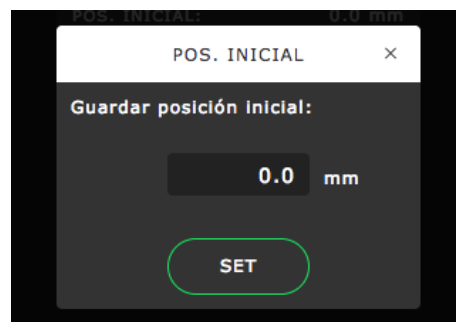 POS. INICIAL: 0.0 mm
POS. INICIAL ×
Guardar posición inicial:
0.0 mm
SET